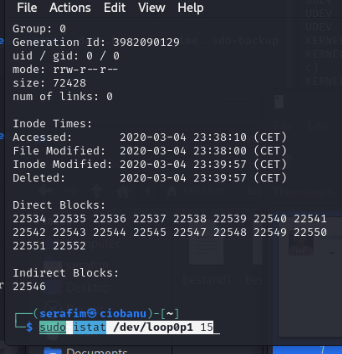 File Actions Edit View Help
Group: 0
Generation Id: 3982090129
uid / gid: 0 / 0
mode: rrw-r--r--
size: 72428
num of links: 0
Inode Times:
Accessed: 2020-03-04 23:38:10 (CET)
File Modified: 2020-03-04 23:38:00 (CET)
Inode Modified: 2020-03-04 23:39:57 (CET)
Deleted: 2020-03-04 23:39:57 (CET)
Direct Blocks:
22534 22535 22536 22537 22538 22539 22540 22541
22542 22543 22544 22545 22547 22548 22549 22550
22551 22552
Indirect Blocks:
22546
┌──(serafim㉿ciobanu)-[~]
└─$ sudo istat /dev/loop0p1 15
Documents